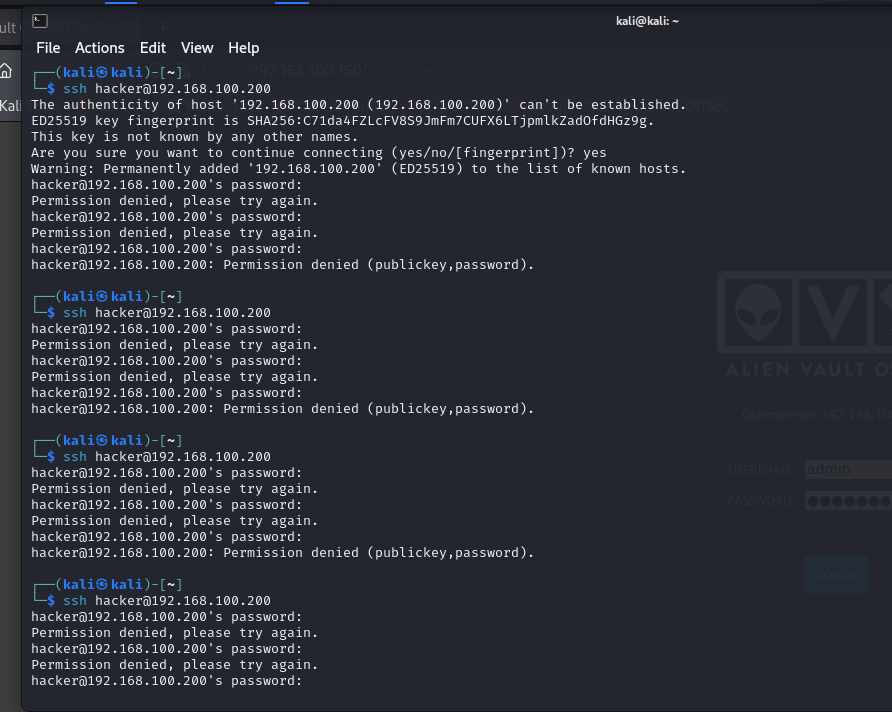 kali@kali: ~
File Actions Edit View Help
┌──(kali㉿kali)-[~]
└─$ ssh hacker@192.168.100.200
The authenticity of host '192.168.100.200 (192.168.100.200)' can't be established.
ED25519 key fingerprint is SHA256:C71da4FZLcFV8S9JmFm7CUFX6LTjpmlkZadOfdHGz9g.
This key is not known by any other names.
Are you sure you want to continue connecting (yes/no/[fingerprint])? yes
Warning: Permanently added '192.168.100.200' (ED25519) to the list of known hosts.
hacker@192.168.100.200's password:
Permission denied, please try again.
hacker@192.168.100.200's password:
Permission denied, please try again.
hacker@192.168.100.200's password:
hacker@192.168.100.200: Permission denied (publickey,password).
┌──(kali㉿kali)-[~]
└─$ ssh hacker@192.168.100.200
hacker@192.168.100.200's password:
Permission denied, please try again.
hacker@192.168.100.200's password:
Permission denied, please try again.
hacker@192.168.100.200's password:
hacker@192.168.100.200: Permission denied (publickey,password).
┌──(kali㉿kali)-[~]
└─$ ssh hacker@192.168.100.200
hacker@192.168.100.200's password:
Permission denied, please try again.
hacker@192.168.100.200's password:
Permission denied, please try again.
hacker@192.168.100.200's password:
hacker@192.168.100.200: Permission denied (publickey,password).
┌──(kali㉿kali)-[~]
└─$ ssh hacker@192.168.100.200
hacker@192.168.100.200's password:
Permission denied, please try again.
hacker@192.168.100.200's password:
Permission denied, please try again.
hacker@192.168.100.200's password:
Kali
OffSec
ALIEN VAULT O
OssimServer 192.168.10
USERNAME admin
PASSWORD
LOGIN